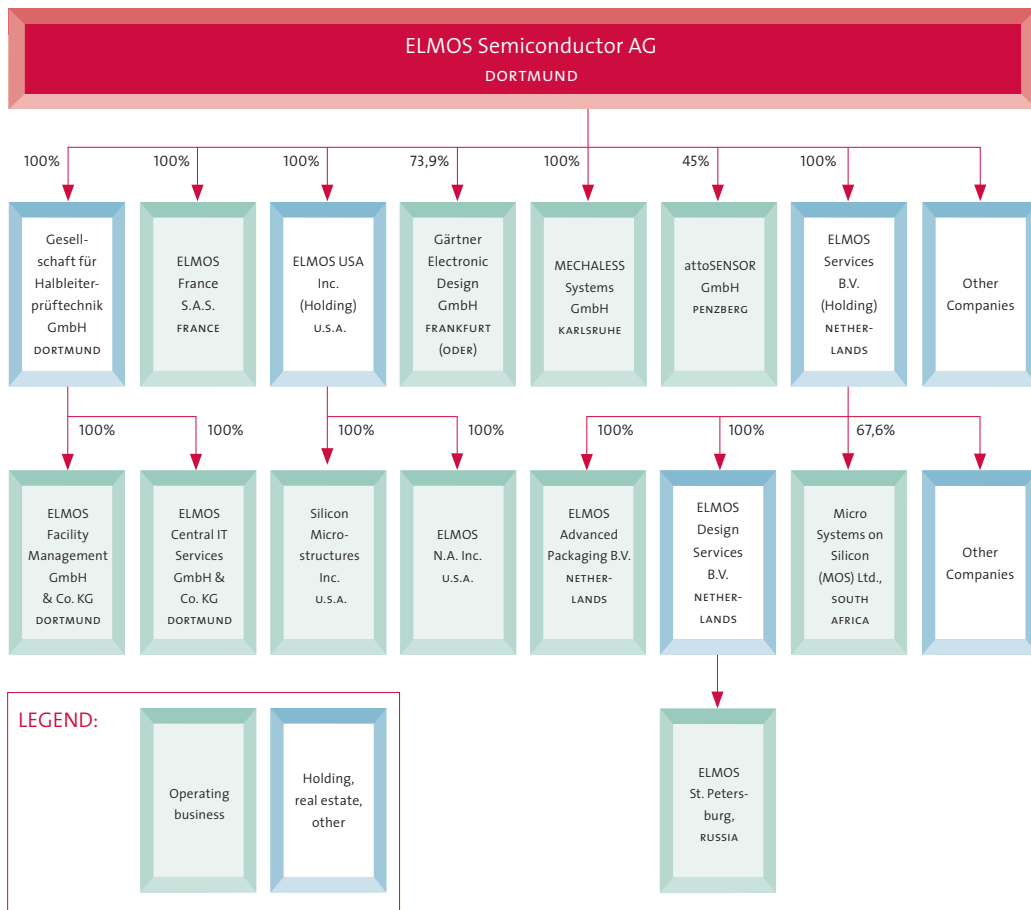 ELMOS Semiconductor AG
DORTMUND
100%
100%
100%
73,9%
100%
45%
100%
Gesell-
schaft für
Halbleiter-
prüftechnik
GmbH
DORTMUND
ELMOS
France
S.A.S.
FRANCE
ELMOS USA
Inc.
(Holding)
U.S.A.
Gärtner
Electronic
Design
GmbH
FRANKFURT
(ODER)
MECHALESS
Systems
GmbH
KARLSRUHE
attoSENSOR
GmbH
PENZBERG
ELMOS
Services
B.V.
(Holding)
NETHER-
LANDS
Other
Companies
100%
100%
100%
100%
100%
100%
67,6%
ELMOS
Facility
Management
GmbH
& Co. KG
DORTMUND
ELMOS
Central IT
Services
GmbH &
Co. KG
DORTMUND
Silicon
Micro-
structures
Inc.
U.S.A.
ELMOS
N.A. Inc.
U.S.A.
ELMOS
Advanced
Packaging B.V.
NETHER-
LANDS
ELMOS
Design
Services
B.V.
NETHER-
LANDS
Micro
Systems on
Silicon
(MOS) Ltd.,
SOUTH
AFRICA
Other
Companies
LEGEND:
Operating
business
Holding,
real estate,
other
ELMOS
St. Peters-
burg,
RUSSIA